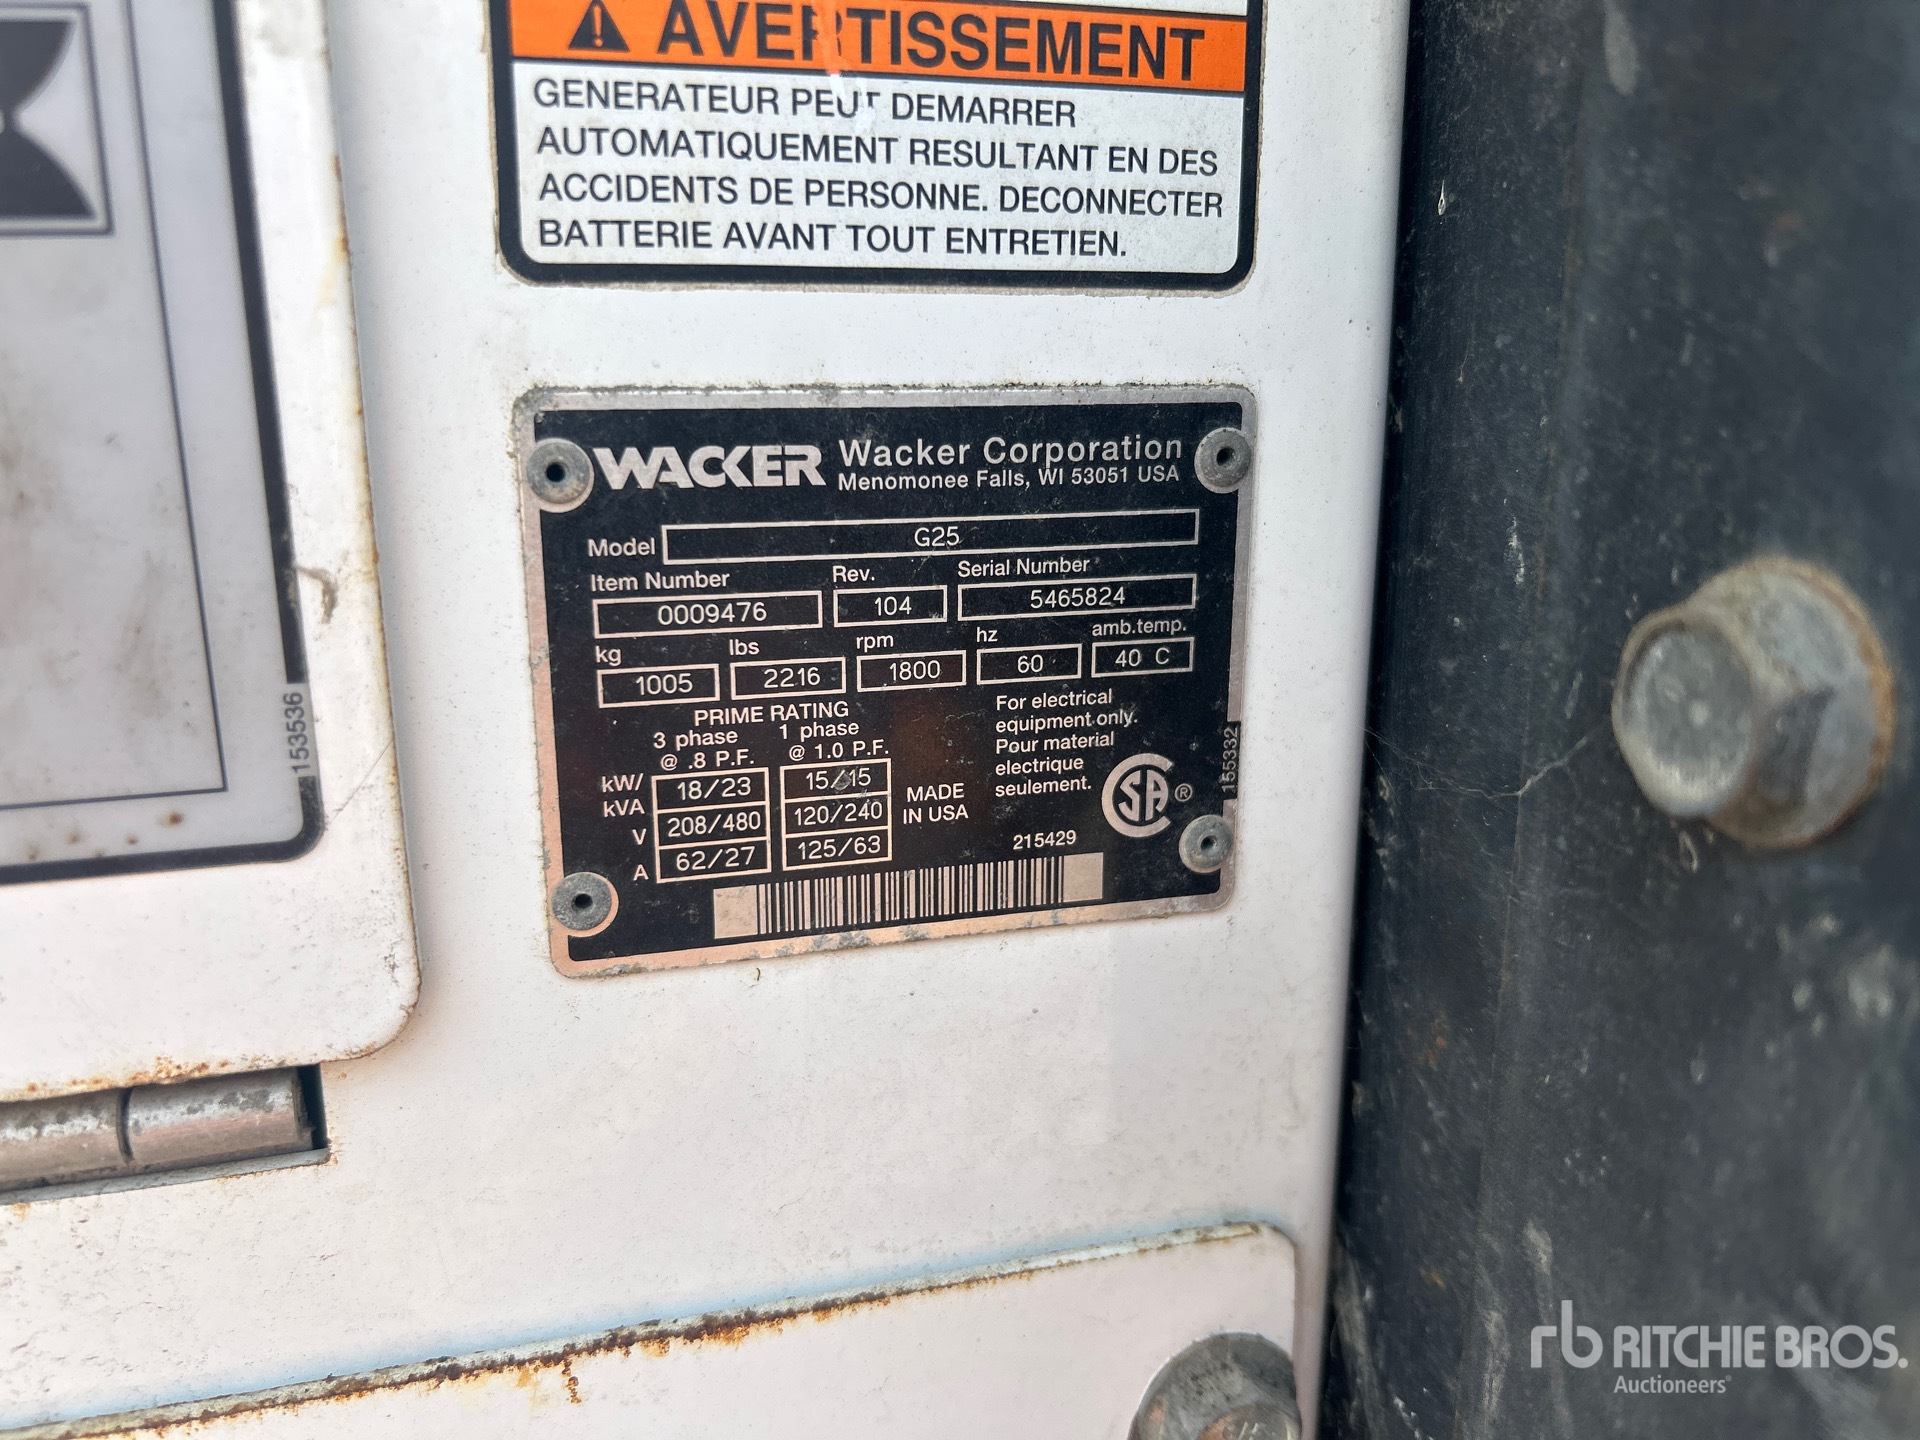 AVERTISSEMENT
GENERATEUR PEUT DEMARRER
AUTOMATIQUEMENT RESULTANT EN DES
ACCIDENTS DE PERSONNE. DECONNECTER
BATTERIE AVANT TOUT ENTRETIEN.
153536
WACKER Wacker Corporation
Menomonee Falls, WI 53051 USA
Model G25
Item Number Rev. Serial Number
0009476 104 5465824
kg lbs rpm hz amb.temp.
1005 2216 1800 60 40 C
PRIME RATING
3 phase 1 phase
@ .8 P.F. @ 1.0 P.F.
kW/ kVA 18/23 15/15
V 208/480 120/240
A 62/27 125/63
MADE
IN USA
For electrical
equipment only.
Pour material
electrique
seulement.
CSA ®
215429
155332
rb RITCHIE BROS.
Auctioneers